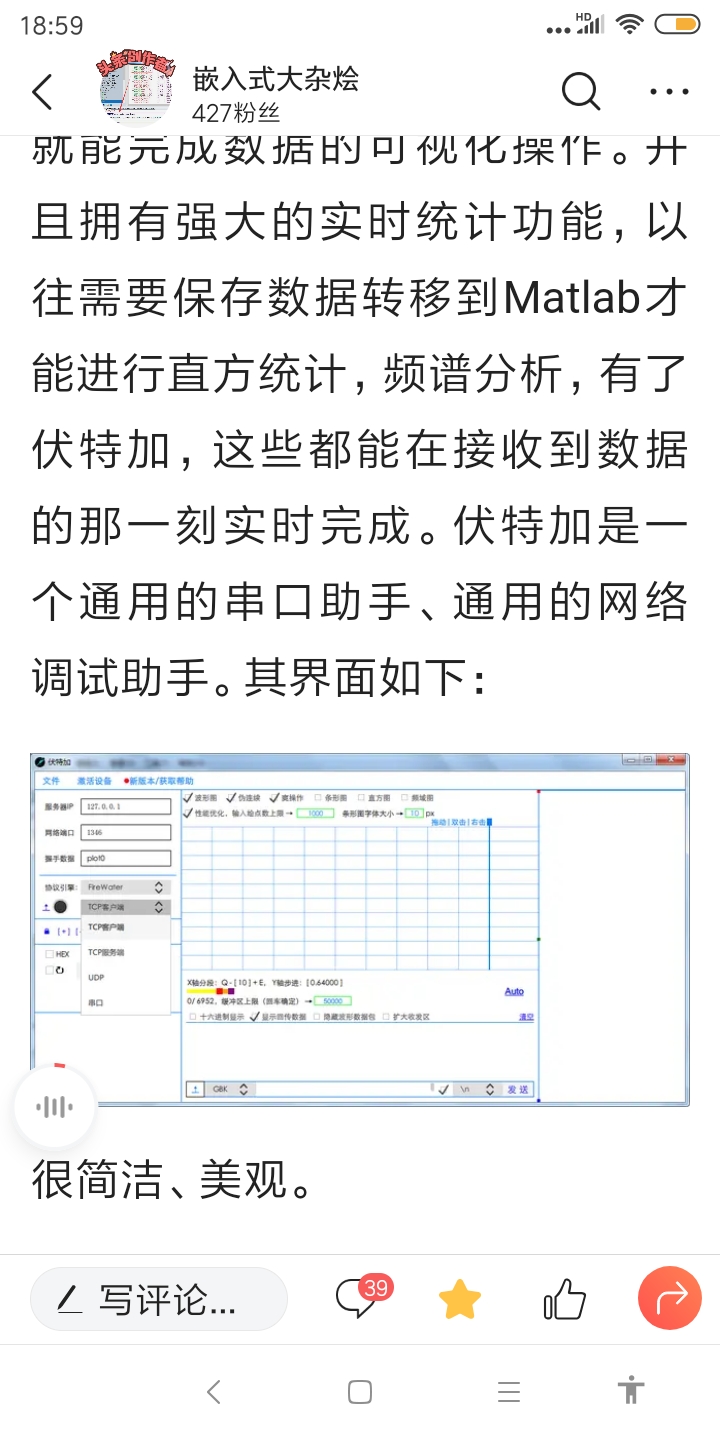 18:59
HD
头条创作者
嵌入式大杂烩
427粉丝
就能完成数据的可视化操作。并
且拥有强大的实时统计功能，以
往需要保存数据转移到Matlab才
能进行直方统计，频谱分析，有了
伏特加，这些都能在接收到数据
的那一刻实时完成。伏特加是一
个通用的串口助手、通用的网络
调试助手。其界面如下：
伏特加
文件 激活设备 新版本/获取帮助
服务器IP 127.0.0.1
网络端口 1346
握手数据 plot0
协议引擎: FireWater
TCP客户端
TCP客户端
TCP服务端
UDP
串口
[+] [-
HEX
波形图 伪连续 爽操作 条形图 直方图 频域图
性能优化，输入绘点数上限→ 1000 条形图字体大小→ 10 px
拖动|双击|右击
X轴分段: Q-[10]+E, Y轴步进: [0.64000]
0/6952, 缓冲区上限（回车确定）→ 50000
Auto
十六进制显示 显示回传数据 隐藏波形数据包 扩大收发区 清空
GBK \n 发送
很简洁、美观。
写评论...
39